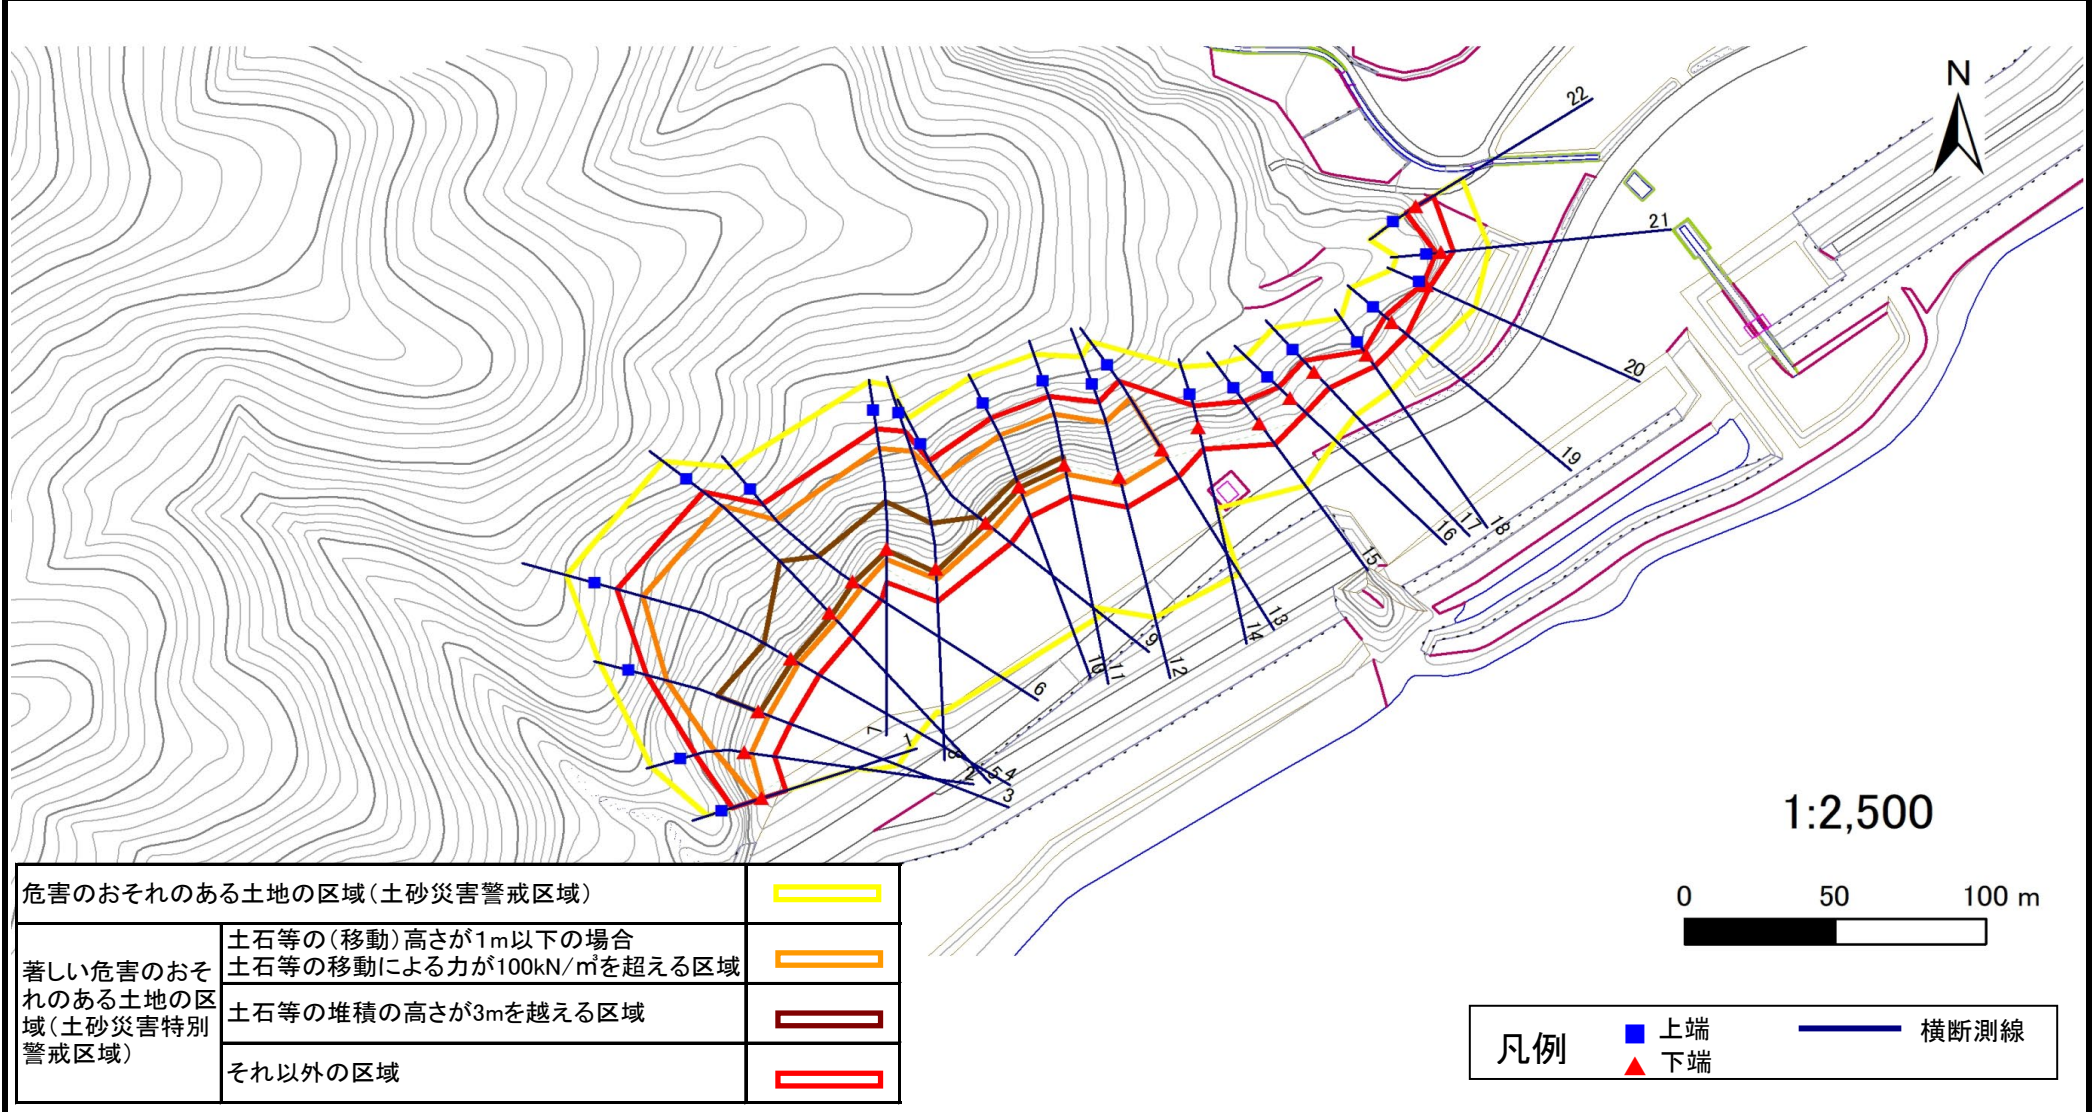 N
22
21
20
19
18
17
16
15
13
14
12
9
11
10
6
7
1
8
2
5
4
3
1:2,500
0 50 100 m
危害のおそれのある土地の区域(土砂災害警戒区域)
著しい危害のおそ
れのある土地の区
域(土砂災害特別
警戒区域)
土石等の(移動)高さが1m以下の場合
土石等の移動による力が100kN/㎥を超える区域
土石等の堆積の高さが3mを越える区域
それ以外の区域
凡例
上端
下端
横断測線